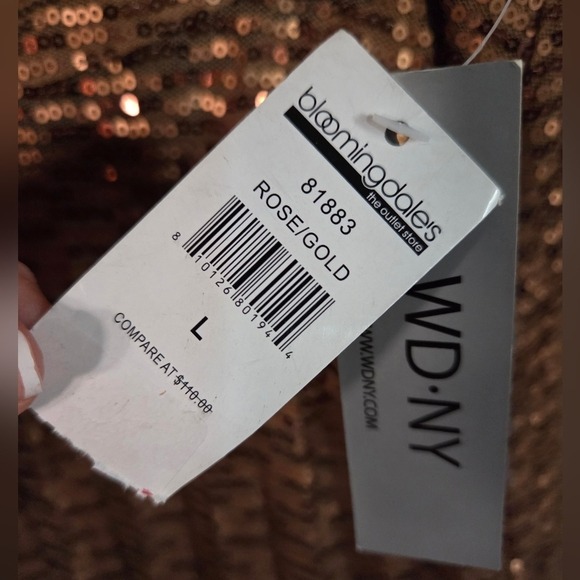 bloomingdale's
the outlet store
81883
ROSE/GOLD
8 10126 80194 4
L
COMPARE AT $110.00
WD·NY
WWW.WDNY.COM